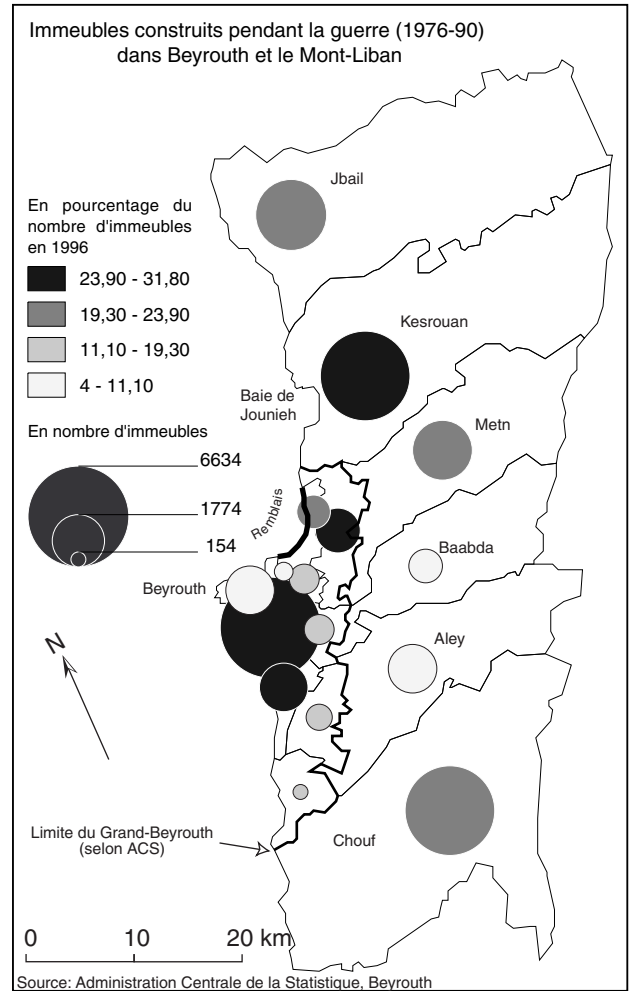 Immeubles construits pendant la guerre (1976-90)
dans Beyrouth et le Mont-Liban
En pourcentage du
nombre d'immeubles
en 1996
23,90 - 31,80
19,30 - 23,90
11,10 - 19,30
4 - 11,10
En nombre d'immeubles
6634
1774
154
Jbail
Kesrouan
Baie de
Jounieh
Metn
Remblais
Baabda
Beyrouth
Aley
N
Limite du Grand-Beyrouth
(selon ACS)
Chouf
0 10 20 km
Source: Administration Centrale de la Statistique, Beyrouth